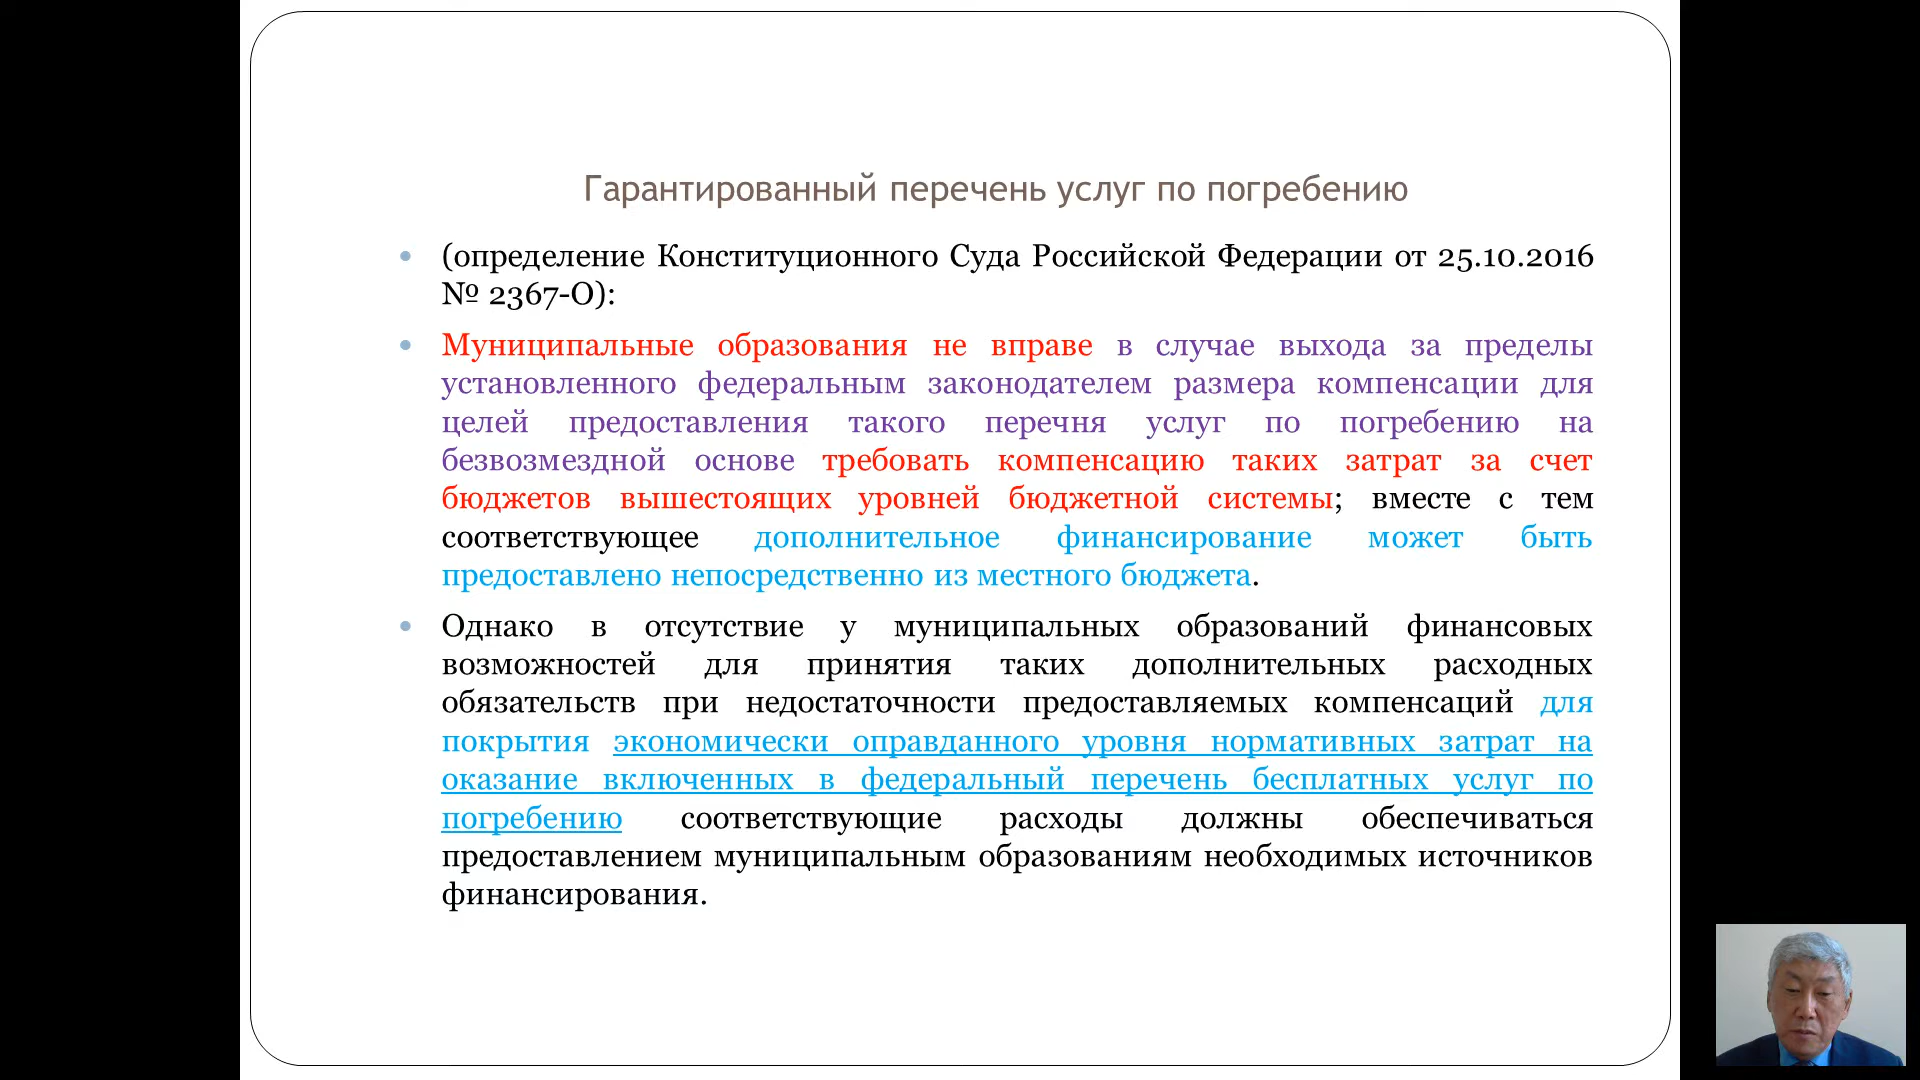 Гарантированный перечень услуг по погребению
(определение Конституционного Суда Российской Федерации от 25.10.2016
№ 2367-О):
Муниципальные образования не вправе в случае выхода за пределы
установленного федеральным законодателем размера компенсации для
целей предоставления такого перечня услуг по погребению на
безвозмездной основе требовать компенсацию таких затрат за счет
бюджетов вышестоящих уровней бюджетной системы; вместе с тем
соответствующее дополнительное финансирование может быть
предоставлено непосредственно из местного бюджета.
Однако в отсутствие у муниципальных образований финансовых
возможностей для принятия таких дополнительных расходных
обязательств при недостаточности предоставляемых компенсаций для
покрытия экономически оправданного уровня нормативных затрат на
оказание включенных в федеральный перечень бесплатных услуг по
погребению соответствующие расходы должны обеспечиваться
предоставлением муниципальным образованиям необходимых источников
финансирования.